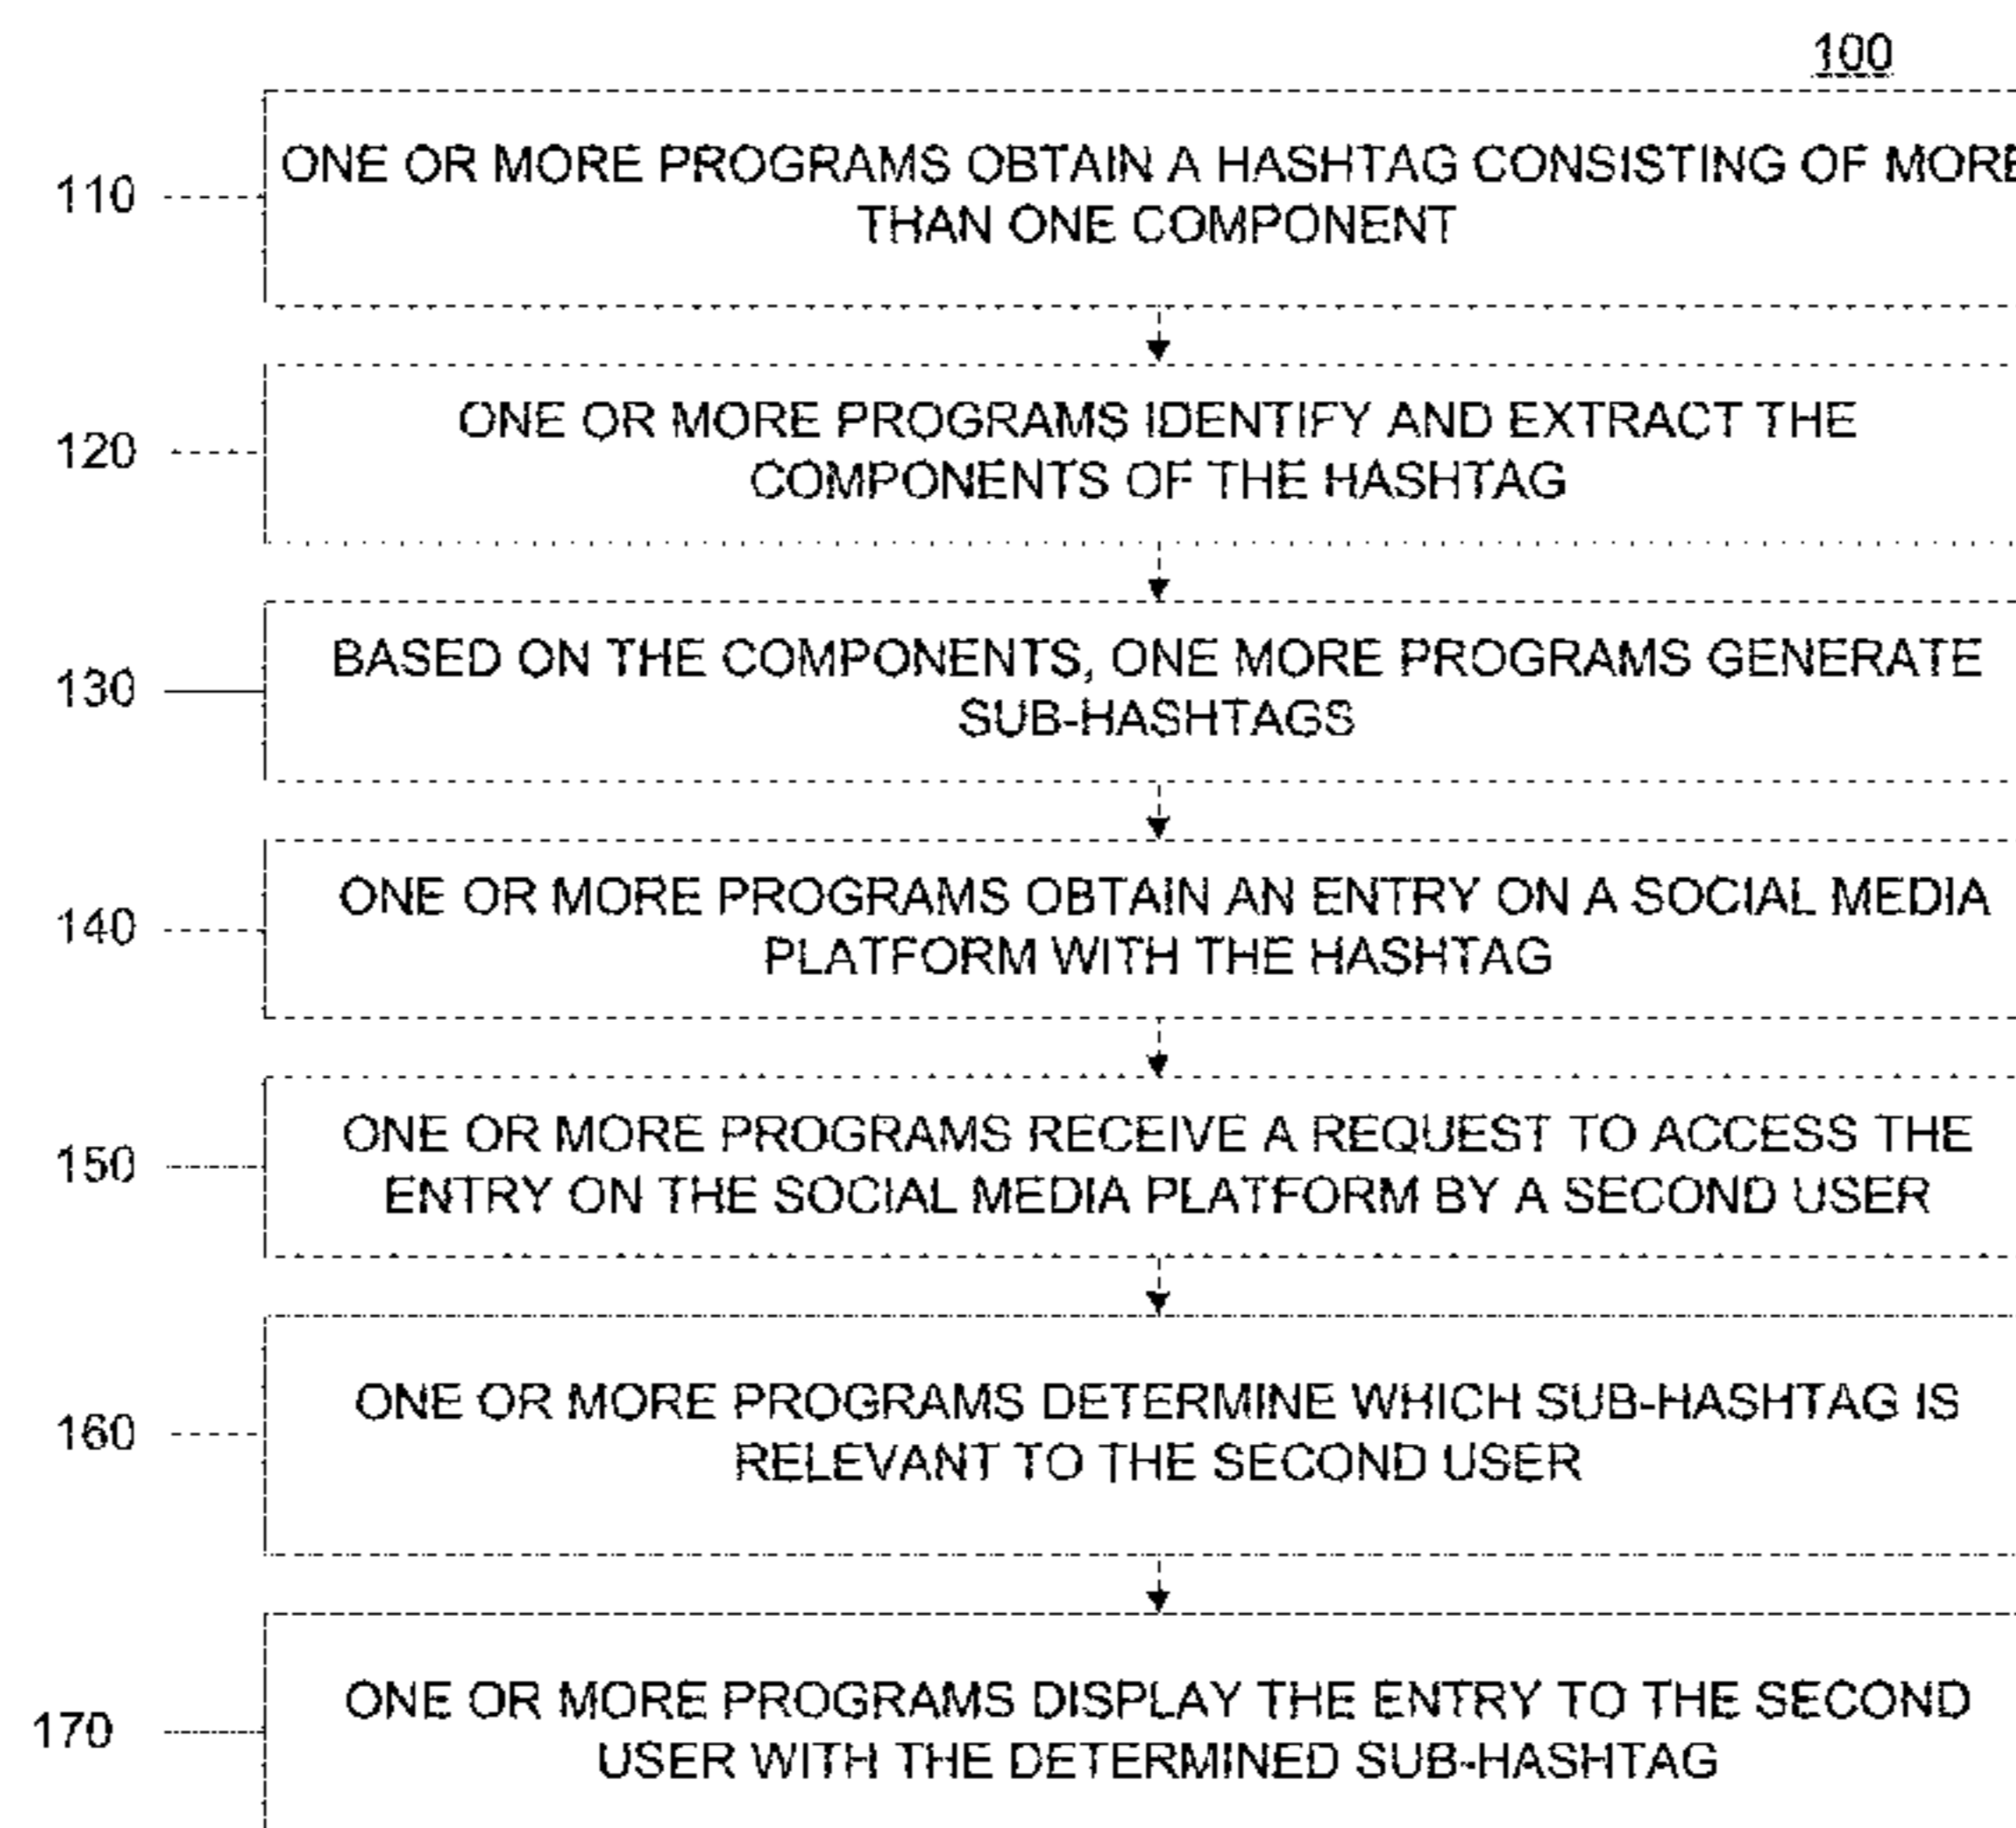 100
110
ONE OR MORE PROGRAMS OBTAIN A HASHTAG CONSISTING OF MORE
THAN ONE COMPONENT
120
ONE OR MORE PROGRAMS IDENTIFY AND EXTRACT THE
COMPONENTS OF THE HASHTAG
130
BASED ON THE COMPONENTS, ONE MORE PROGRAMS GENERATE
SUB-HASHTAGS
140
ONE OR MORE PROGRAMS OBTAIN AN ENTRY ON A SOCIAL MEDIA
PLATFORM WITH THE HASHTAG
150
ONE OR MORE PROGRAMS RECEIVE A REQUEST TO ACCESS THE
ENTRY ON THE SOCIAL MEDIA PLATFORM BY A SECOND USER
160
ONE OR MORE PROGRAMS DETERMINE WHICH SUB-HASHTAG IS
RELEVANT TO THE SECOND USER
170
ONE OR MORE PROGRAMS DISPLAY THE ENTRY TO THE SECOND
USER WITH THE DETERMINED SUB-HASHTAG